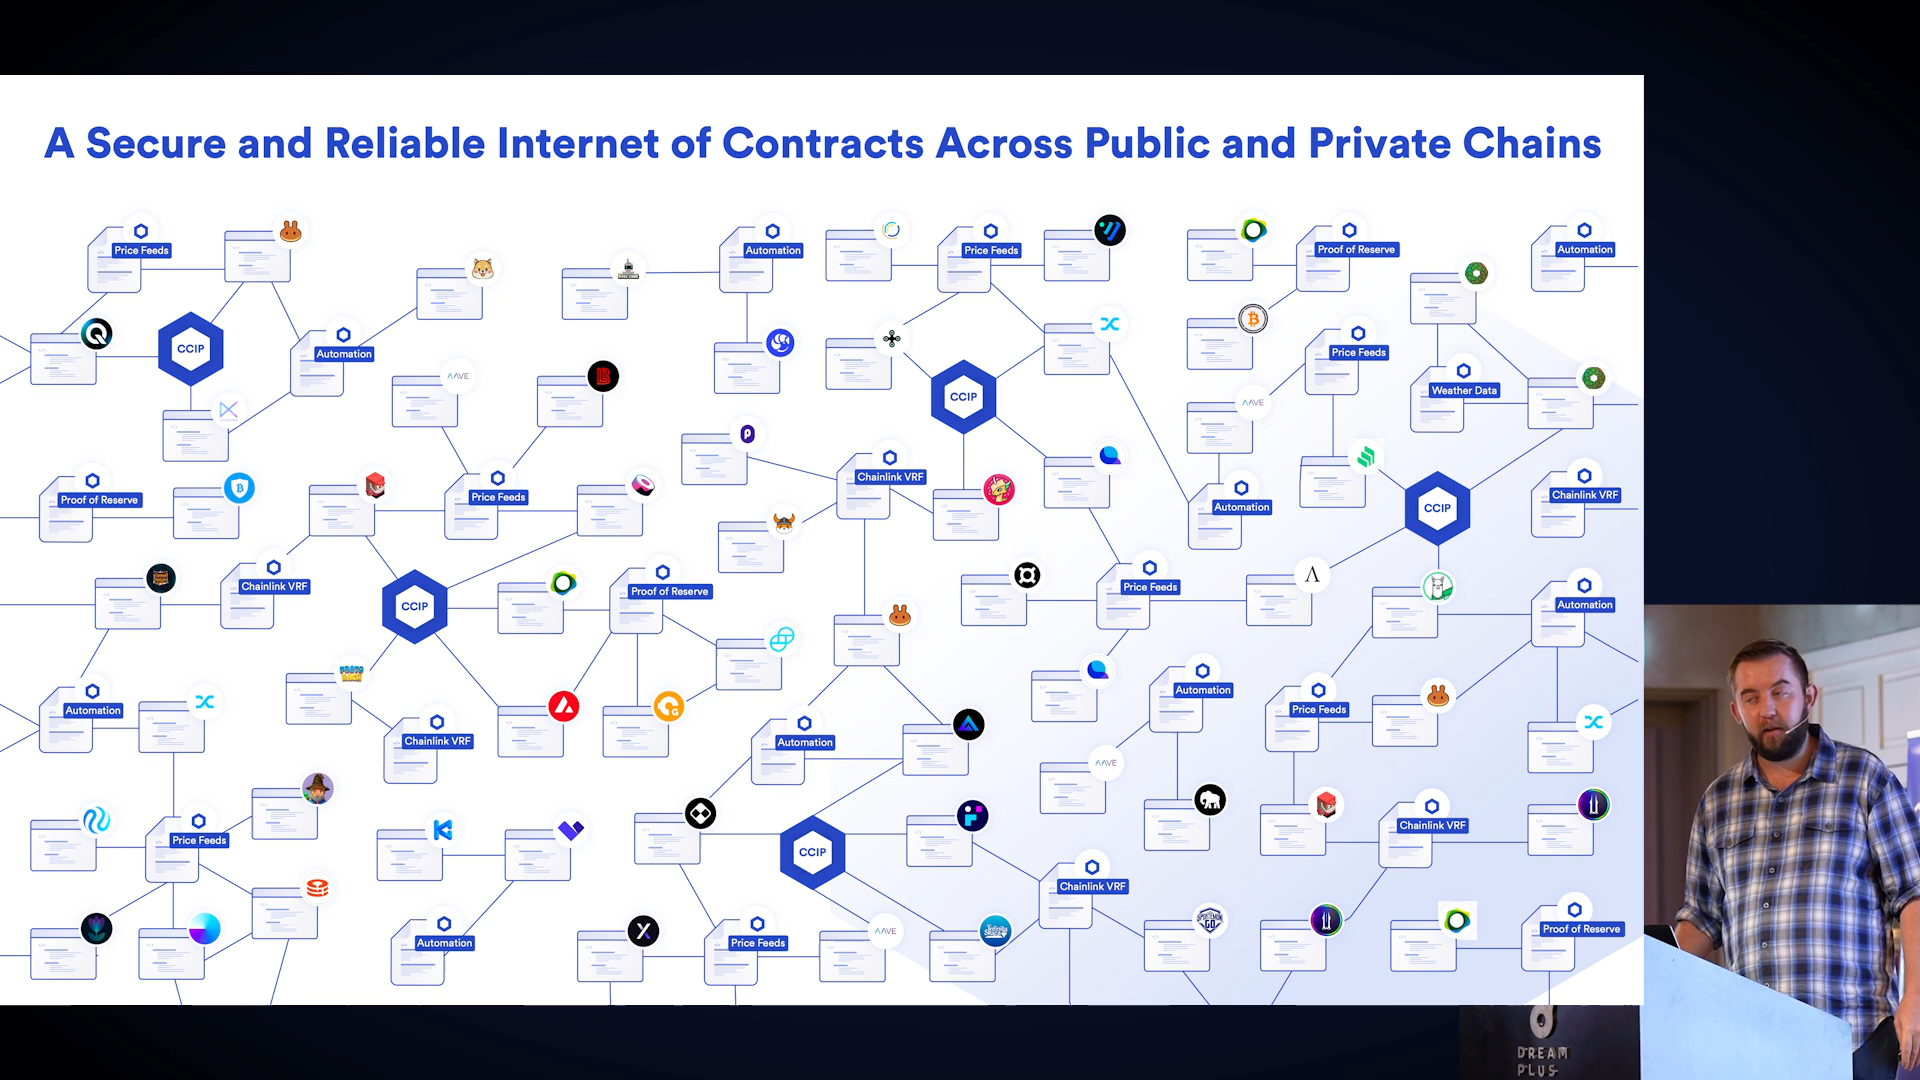 A Secure and Reliable Internet of Contracts Across Public and Private Chains
Price Feeds
Automation
Price Feeds
Proof of Reserve
Automation
CCIP
Automation
Price Feeds
AAVE
CCIP
Weather Data
AAVE
Proof of Reserve
Price Feeds
Chainlink VRF
Automation
CCIP
Chainlink VRF
Chainlink VRF
CCIP
Proof of Reserve
Price Feeds
Automation
Automation
Chainlink VRF
Automation
Automation
Price Feeds
AAVE
Price Feeds
CCIP
Chainlink VRF
Chainlink VRF
Automation
Price Feeds
AAVE
Proof of Reserve
DREAM
PLUS